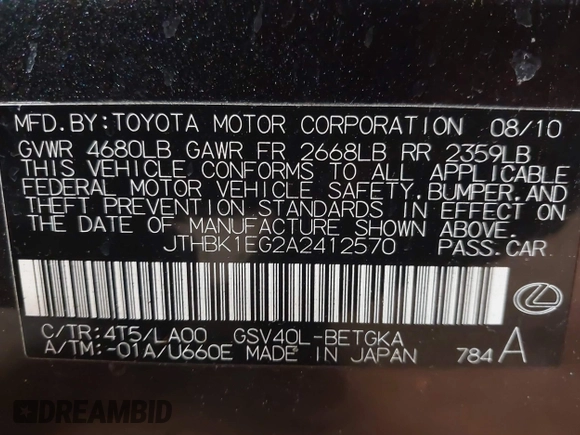 MFD.BY:TOYOTA MOTOR CORPORATION 08/10
GVWR 4680LB GAWR FR 2668LB RR 2359LB
THIS VEHICLE CONFORMS TO ALL APPLICABLE
FEDERAL MOTOR VEHICLE SAFETY,BUMPER,AND
THEFT PREVENTION STANDARDS IN EFFECT ON
THE DATE OF MANUFACTURE SHOWN ABOVE.
JTHBK1EG2A2412570 PASS.CAR
C/TR:4T5/LA00 GSV40L-BETGKA
A/TM:-01A/U660E MADE IN JAPAN 784 A
DREAMBID